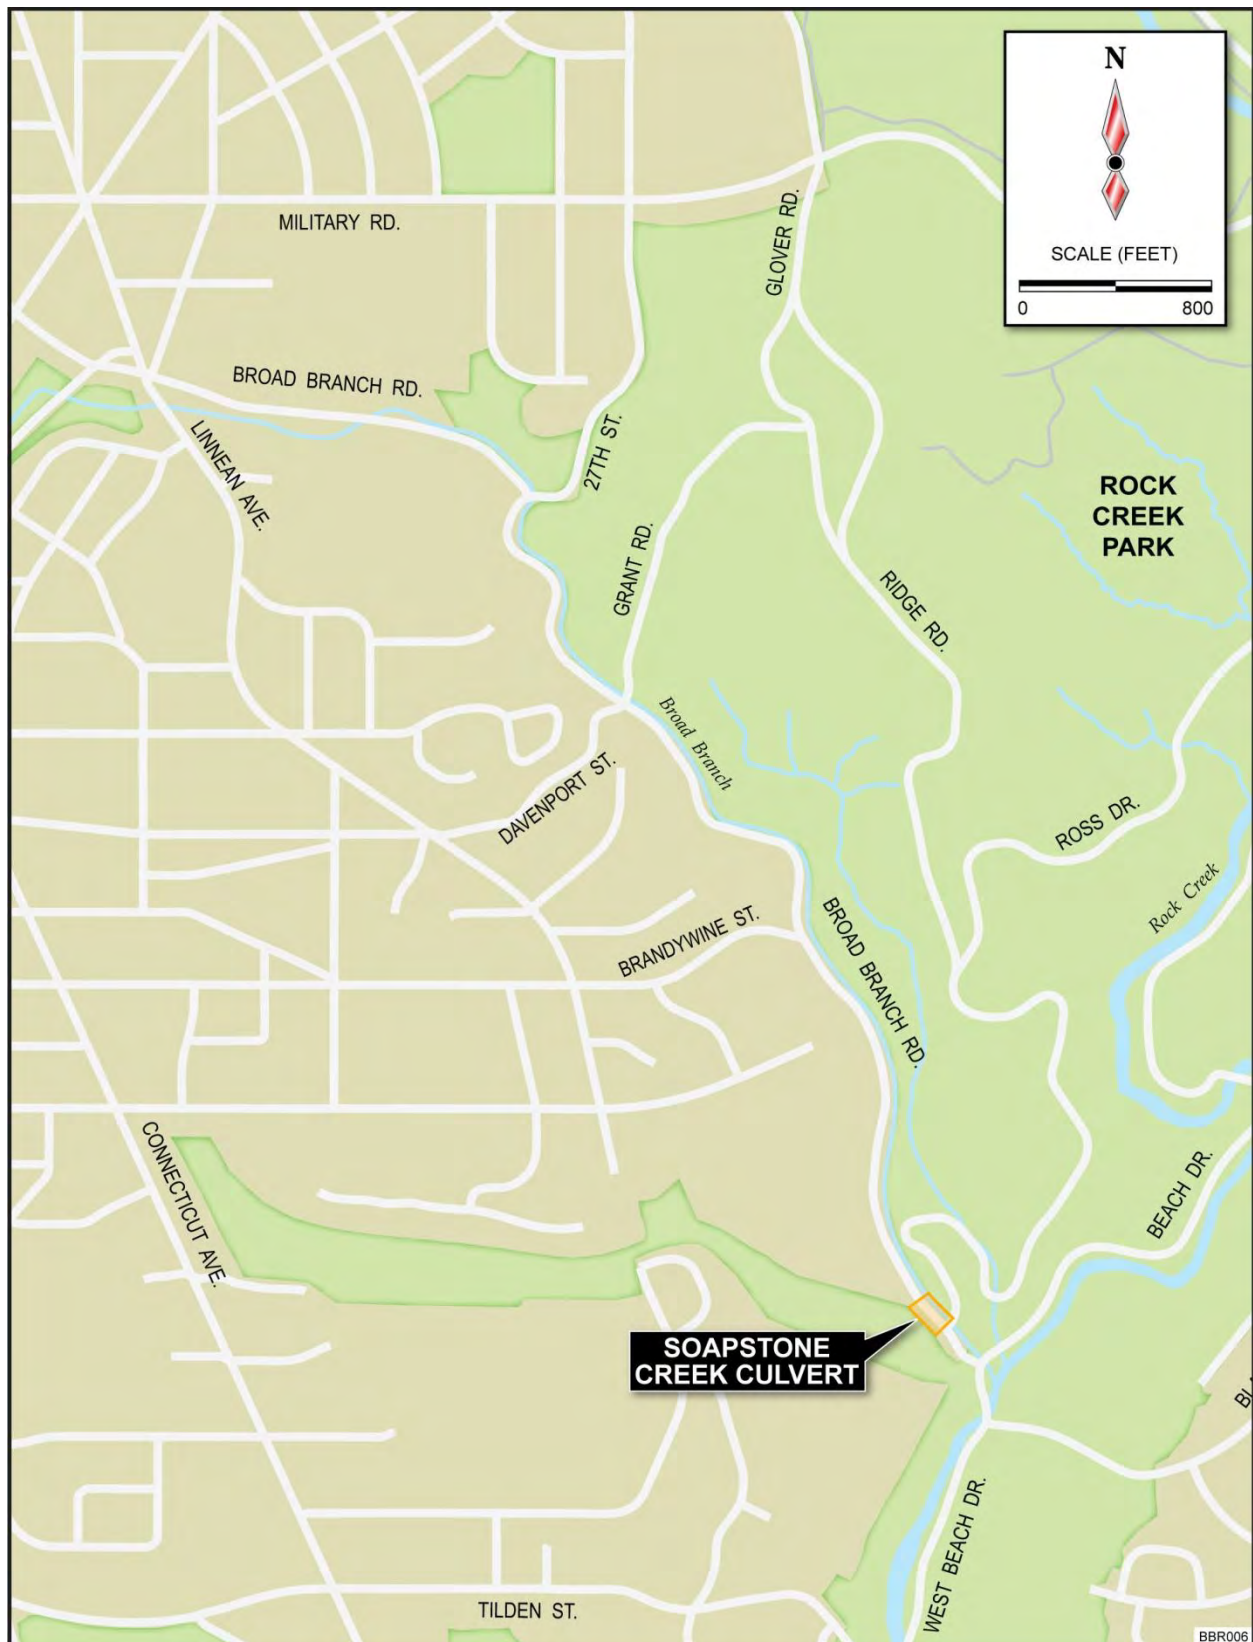 N
SCALE (FEET)
0 800
MILITARY RD.
GLOVER RD.
BROAD BRANCH RD.
LINNEAN AVE.
27TH ST.
ROCK
CREEK
PARK
GRANT RD.
RIDGE RD.
Broad Branch
DAVENPORT ST.
ROSS DR.
Rock Creek
BRANDYWINE ST.
BROAD BRANCH RD.
CONNECTICUT AVE.
BEACH DR.
SOAPSTONE
CREEK CULVERT
WEST BEACH DR.
TILDEN ST.
BBR006